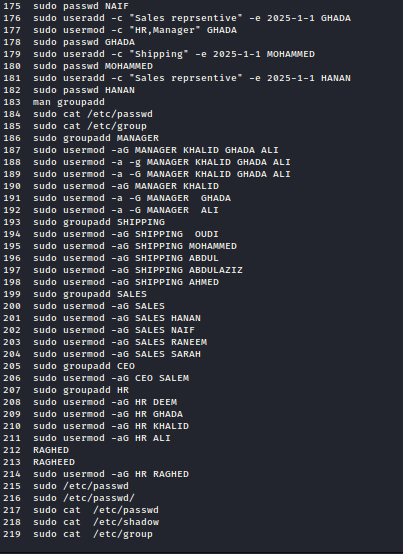 175 sudo passwd NAIF
176 sudo useradd -c "Sales reprsentive" -e 2025-1-1 GHADA
177 sudo usermod -c "HR,Manager" GHADA
178 sudo passwd GHADA
179 sudo useradd -c "Shipping" -e 2025-1-1 MOHAMMED
180 sudo passwd MOHAMMED
181 sudo useradd -c "Sales reprsentive" -e 2025-1-1 HANAN
182 sudo passwd HANAN
183 man groupadd
184 sudo cat /etc/passwd
185 sudo cat /etc/group
186 sudo groupadd MANAGER
187 sudo usermod -aG MANAGER KHALID GHADA ALI
188 sudo usermod -a -g MANAGER KHALID GHADA ALI
189 sudo usermod -a -G MANAGER KHALID GHADA ALI
190 sudo usermod -aG MANAGER KHALID
191 sudo usermod -a -G MANAGER  GHADA
192 sudo usermod -a -G MANAGER  ALI
193 sudo groupadd SHIPPING
194 sudo usermod -aG SHIPPING  OUDI
195 sudo usermod -aG SHIPPING MOHAMMED
196 sudo usermod -aG SHIPPING ABDUL
197 sudo usermod -aG SHIPPING ABDULAZIZ
198 sudo usermod -aG SHIPPING AHMED
199 sudo groupadd SALES
200 sudo usermod -aG SALES
201 sudo usermod -aG SALES HANAN
202 sudo usermod -aG SALES NAIF
203 sudo usermod -aG SALES RANEEM
204 sudo usermod -aG SALES SARAH
205 sudo groupadd CEO
206 sudo usermod -aG CEO SALEM
207 sudo groupadd HR
208 sudo usermod -aG HR DEEM
209 sudo usermod -aG HR GHADA
210 sudo usermod -aG HR KHALID
211 sudo usermod -aG HR ALI
212 RAGHED
213 RAGHEED
214 sudo usermod -aG HR RAGHED
215 sudo /etc/passwd
216 sudo /etc/passwd/
217 sudo cat  /etc/passwd
218 sudo cat  /etc/shadow
219 sudo cat  /etc/group